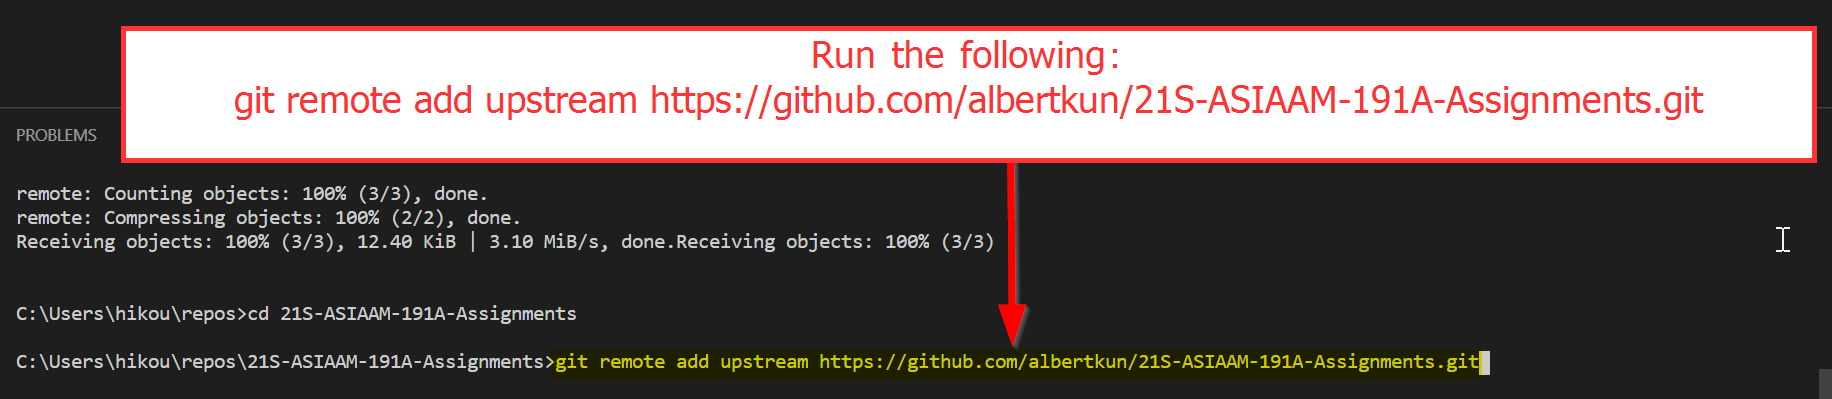 Run the following:
git remote add upstream https://github.com/albertkun/21S-ASIAAM-191A-Assignments.git
PROBLEMS
remote: Counting objects: 100% (3/3), done.
remote: Compressing objects: 100% (2/2), done.
Receiving objects: 100% (3/3), 12.40 KiB | 3.10 MiB/s, done.Receiving objects: 100% (3/3)
C:\Users\hikou\repos>cd 21S-ASIAAM-191A-Assignments
C:\Users\hikou\repos\21S-ASIAAM-191A-Assignments>git remote add upstream https://github.com/albertkun/21S-ASIAAM-191A-Assignments.git